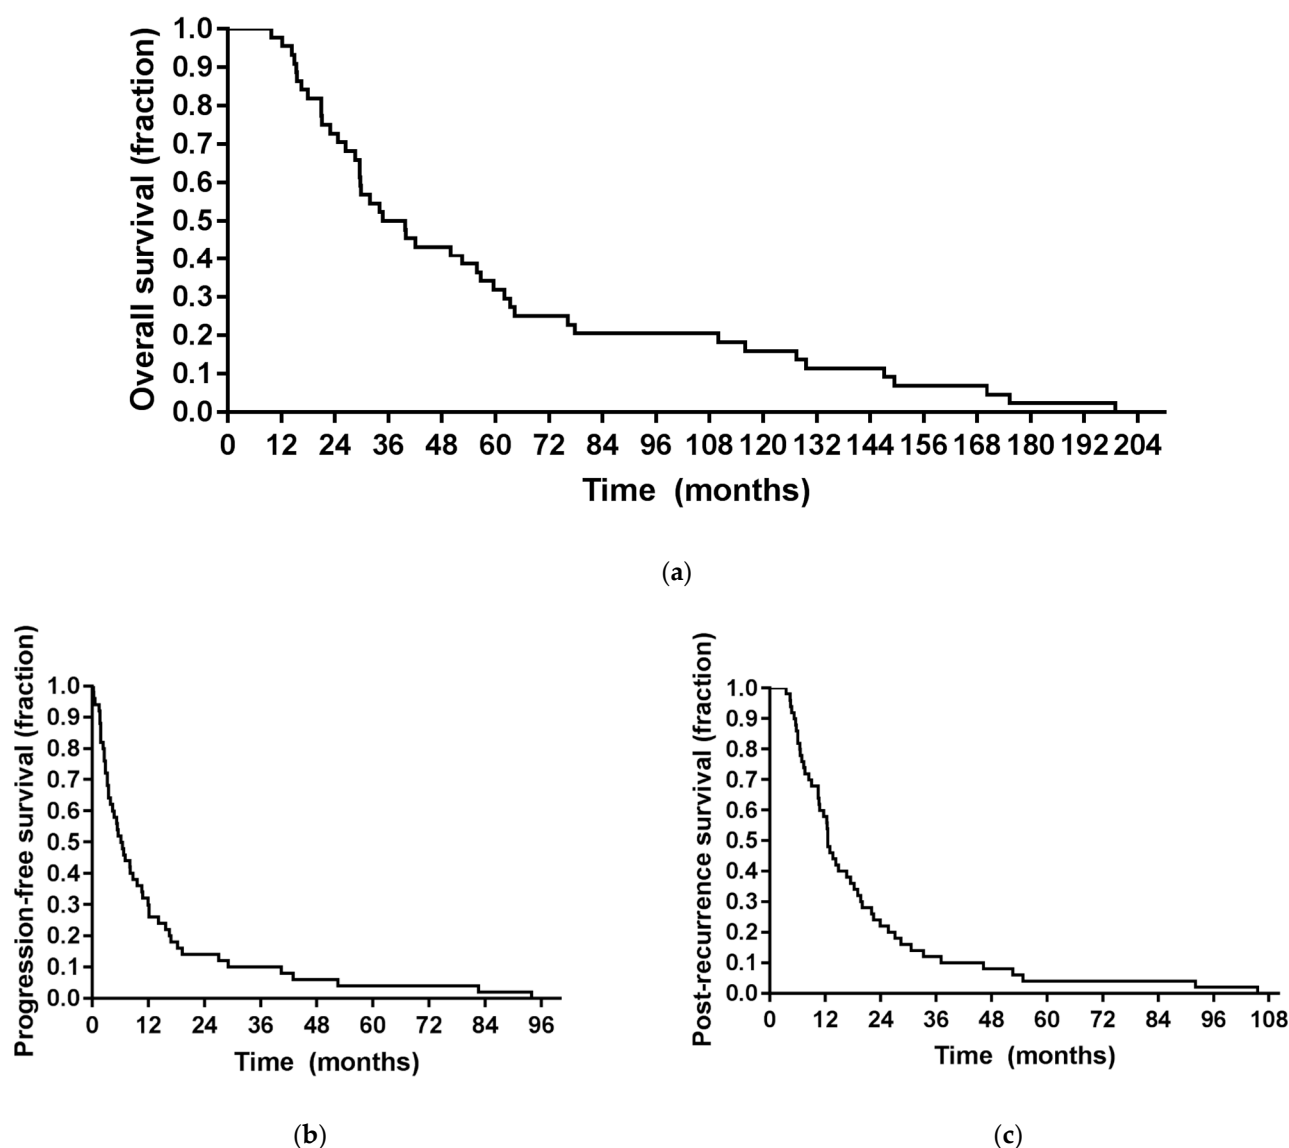 Overall survival (fraction)
1.0
0.9
0.8
0.7
0.6
0.5
0.4
0.3
0.2
0.1
0.0
0 12 24 36 48 60 72 84 96 108 120 132 144 156 168 180 192 204
Time (months)
(a)
Progression-free survival (fraction)
1.0
0.9
0.8
0.7
0.6
0.5
0.4
0.3
0.2
0.1
0.0
0 12 24 36 48 60 72 84 96
Time (months)
(b)
Post-recurrence survival (fraction)
1.0
0.9
0.8
0.7
0.6
0.5
0.4
0.3
0.2
0.1
0.0
0 12 24 36 48 60 72 84 96 108
Time (months)
(c)